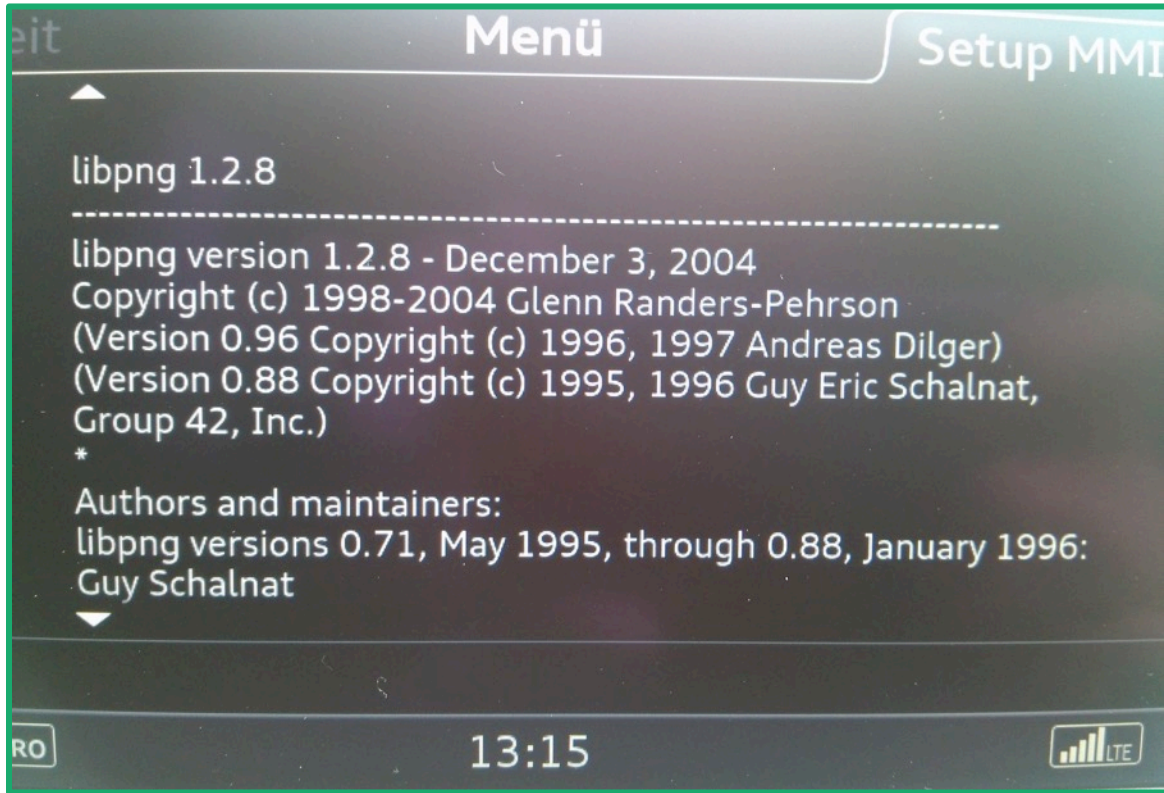 eit
Menü
Setup MMI
libpng 1.2.8
------------------------------------------------------------------
libpng version 1.2.8 - December 3, 2004
Copyright (c) 1998-2004 Glenn Randers-Pehrson
(Version 0.96 Copyright (c) 1996, 1997 Andreas Dilger)
(Version 0.88 Copyright (c) 1995, 1996 Guy Eric Schalnat,
Group 42, Inc.)
*
Authors and maintainers:
libpng versions 0.71, May 1995, through 0.88, January 1996:
Guy Schalnat
RO
13:15
LTE